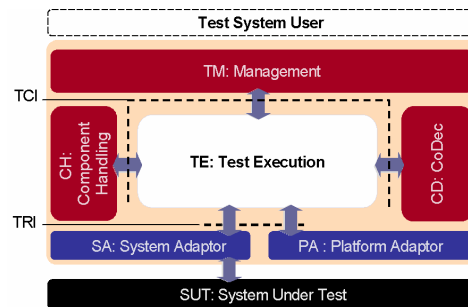 Test System User
TM: Management
TCI
CH:
Component
Handling
TE: Test Execution
CD: CoDec
TRI
SA: System Adaptor
PA : Platform Adaptor
SUT: System Under Test